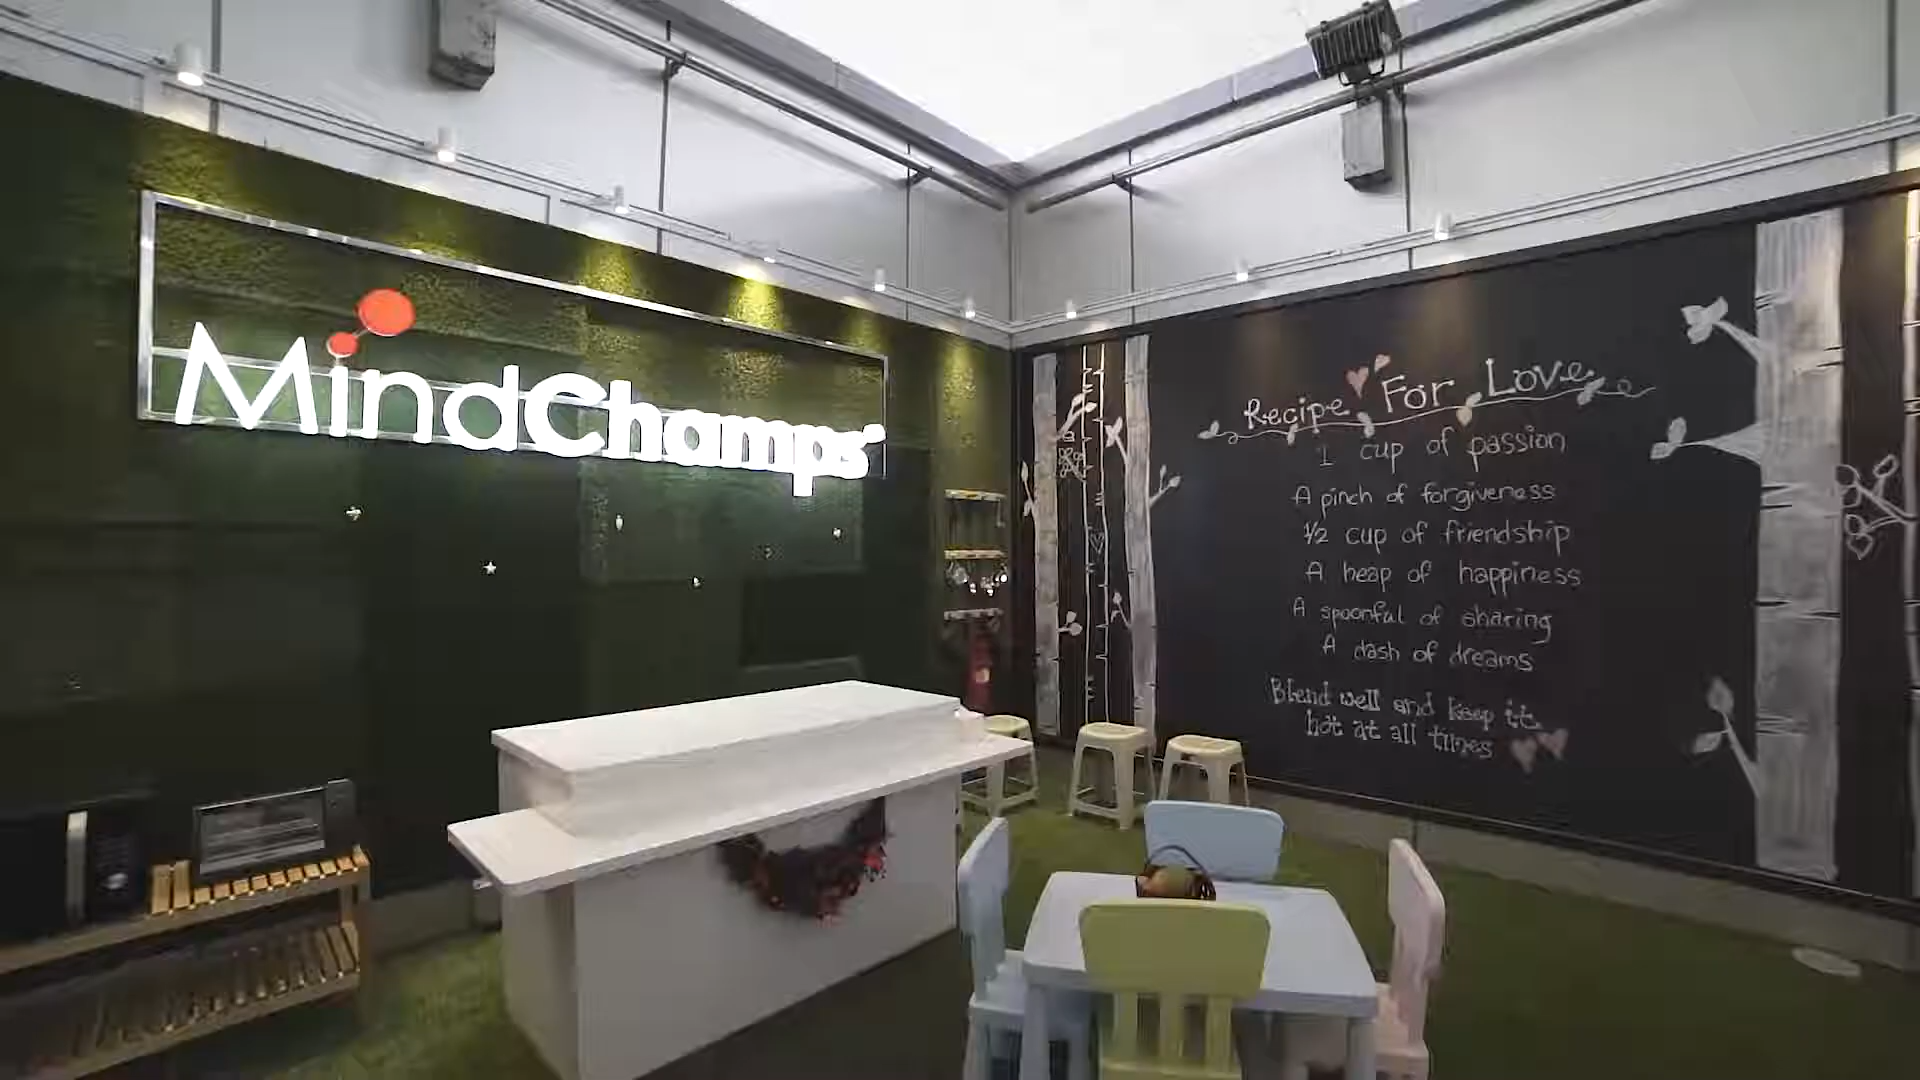 MindChamps
Recipe For Love
1 cup of passion
A pinch of forgiveness
1/2 cup of friendship
A heap of happiness
A spoonful of sharing
A dash of dreams
Blend well and keep it
hot at all times